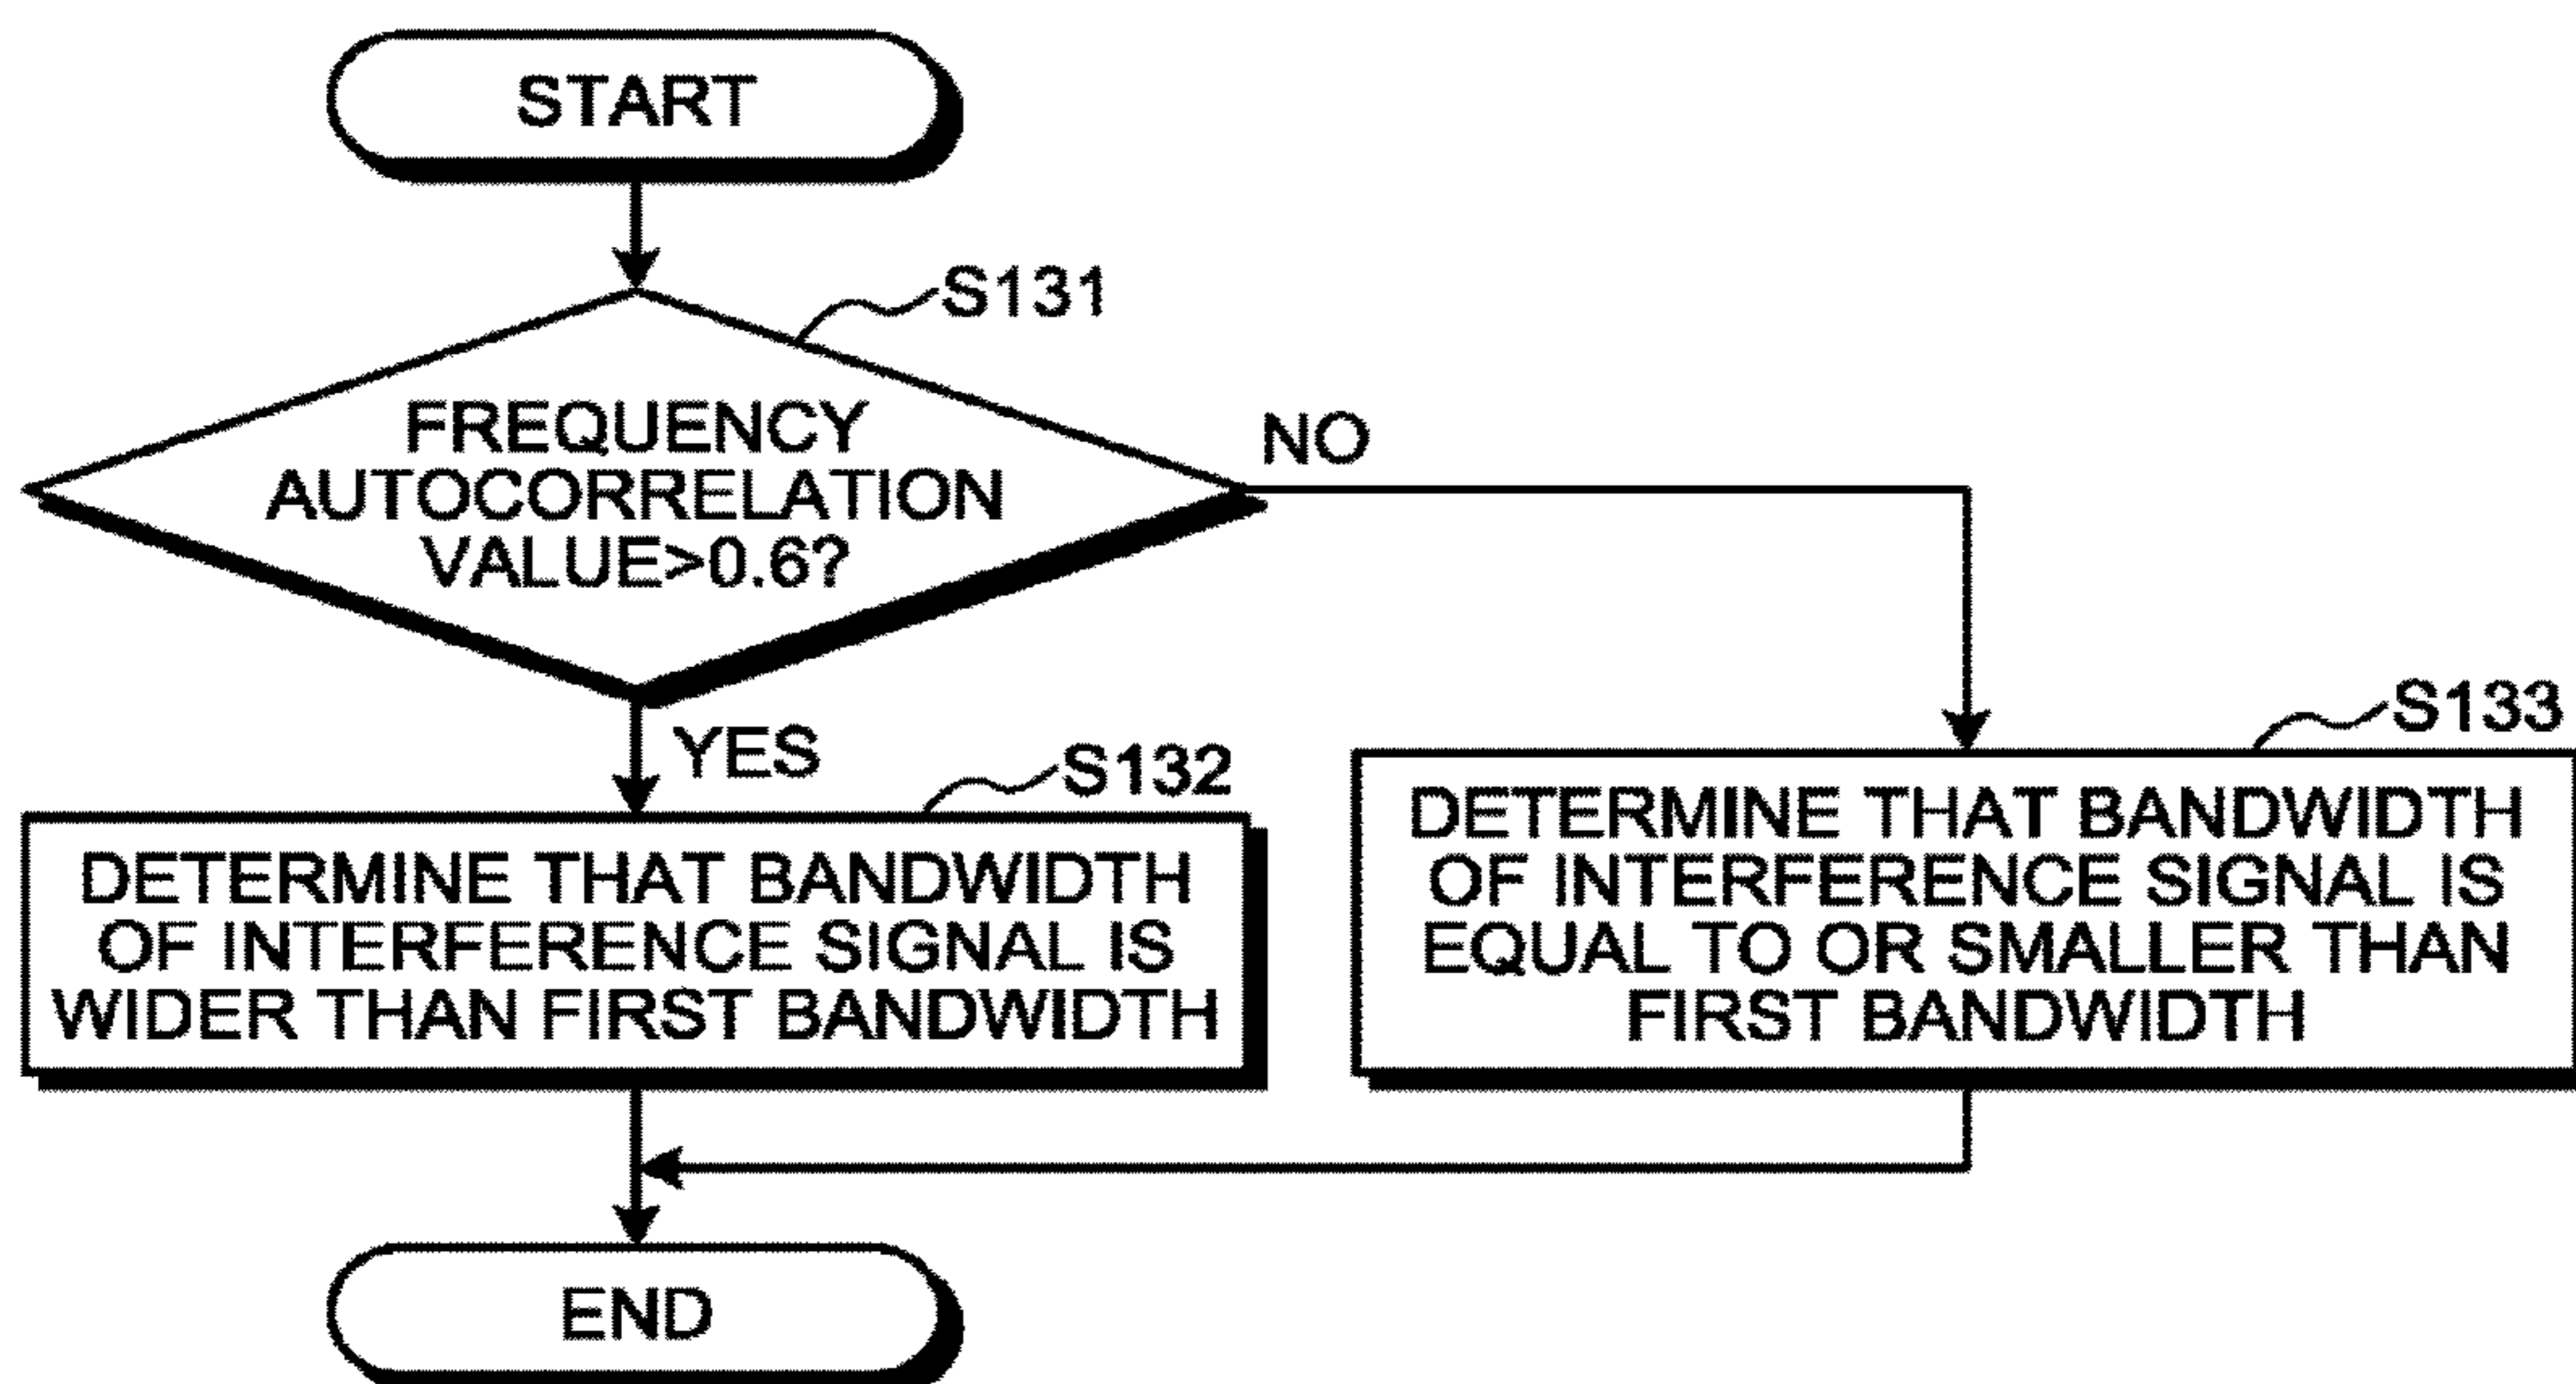 START
S131
FREQUENCY
AUTOCORRELATION
VALUE>0.6?
NO
YES
S132
DETERMINE THAT BANDWIDTH
OF INTERFERENCE SIGNAL IS
WIDER THAN FIRST BANDWIDTH
S133
DETERMINE THAT BANDWIDTH
OF INTERFERENCE SIGNAL IS
EQUAL TO OR SMALLER THAN
FIRST BANDWIDTH
END